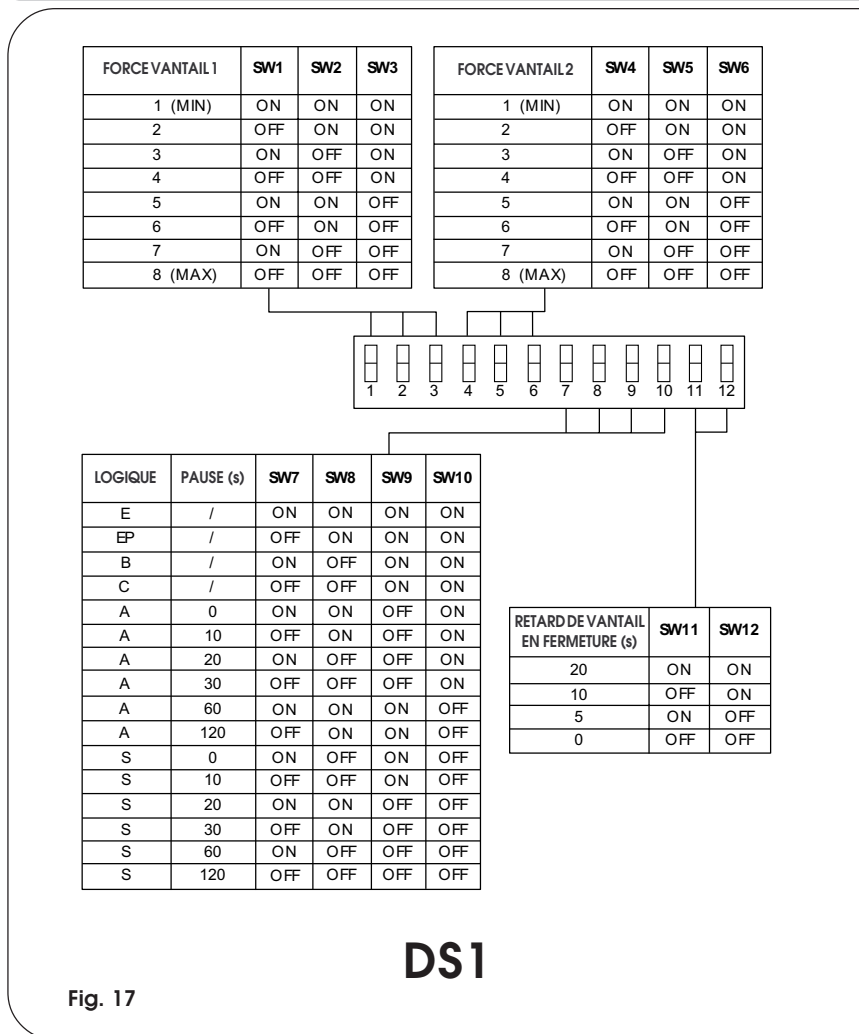 FORCE VANTAIL 1 SW1 SW2 SW3
1 (MIN) ON ON ON
2 OFF ON ON
3 ON OFF ON
4 OFF OFF ON
5 ON ON OFF
6 OFF ON OFF
7 ON OFF OFF
8 (MAX) OFF OFF OFF
FORCE VANTAIL 2 SW4 SW5 SW6
1 (MIN) ON ON ON
2 OFF ON ON
3 ON OFF ON
4 OFF OFF ON
5 ON ON OFF
6 OFF ON OFF
7 ON OFF OFF
8 (MAX) OFF OFF OFF
1 2 3 4 5 6 7 8 9 10 11 12
LOGIQUE PAUSE (s) SW7 SW8 SW9 SW10
E / ON ON ON ON
EP / OFF ON ON ON
B / ON OFF ON ON
C / OFF OFF ON ON
A 0 ON ON OFF ON
A 10 OFF ON OFF ON
A 20 ON OFF OFF ON
A 30 OFF OFF OFF ON
A 60 ON ON ON OFF
A 120 OFF ON ON OFF
S 0 ON OFF ON OFF
S 10 OFF OFF ON OFF
S 20 ON ON OFF OFF
S 30 OFF ON OFF OFF
S 60 ON OFF OFF OFF
S 120 OFF OFF OFF OFF
RETARD DE VANTAIL
EN FERMETURE (s) SW11 SW12
20 ON ON
10 OFF ON
5 ON OFF
0 OFF OFF
DS1
Fig. 17